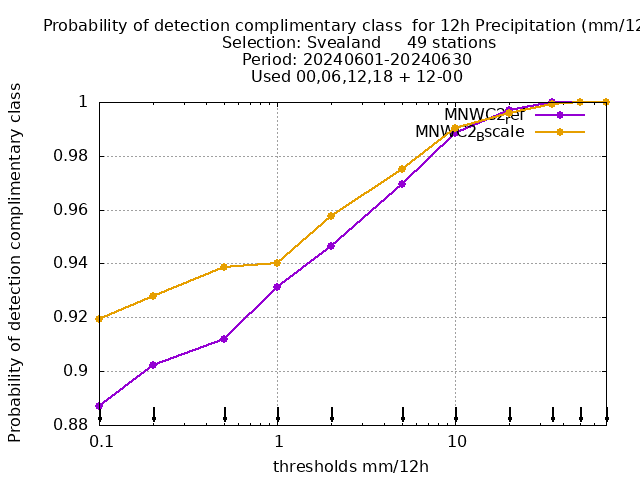 Probability of detection complimentary class  for 12h Precipitation (mm/12
Selection: Svealand     49 stations
Period: 20240601-20240630
Used 00,06,12,18 + 12-00
Probability of detection complimentary class
1
0.98
0.96
0.94
0.92
0.9
0.88
MNWC2rer
MNWC2Bscale
0.1
1
10
thresholds mm/12h